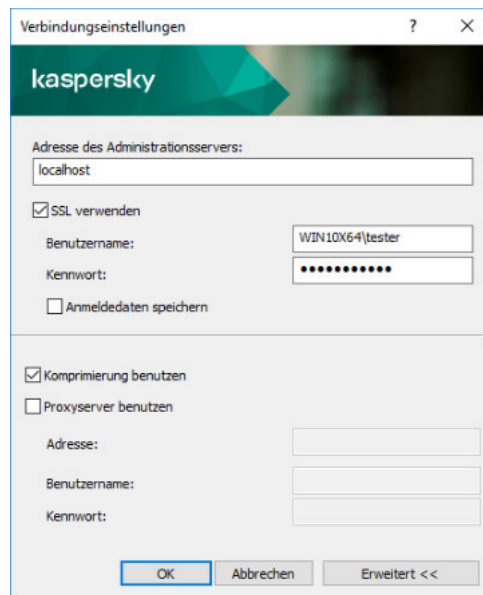 Verbindungseinstellungen ? ×
kaspersky
Adresse des Administrationsservers:
localhost
SSL verwenden
Benutzername: WIN10X64\tester
Kennwort: •••••••••••
Anmeldedaten speichern
Komprimierung benutzen
Proxyserver benutzen
Adresse:
Benutzername:
Kennwort:
OK Abbrechen Erweitert <<